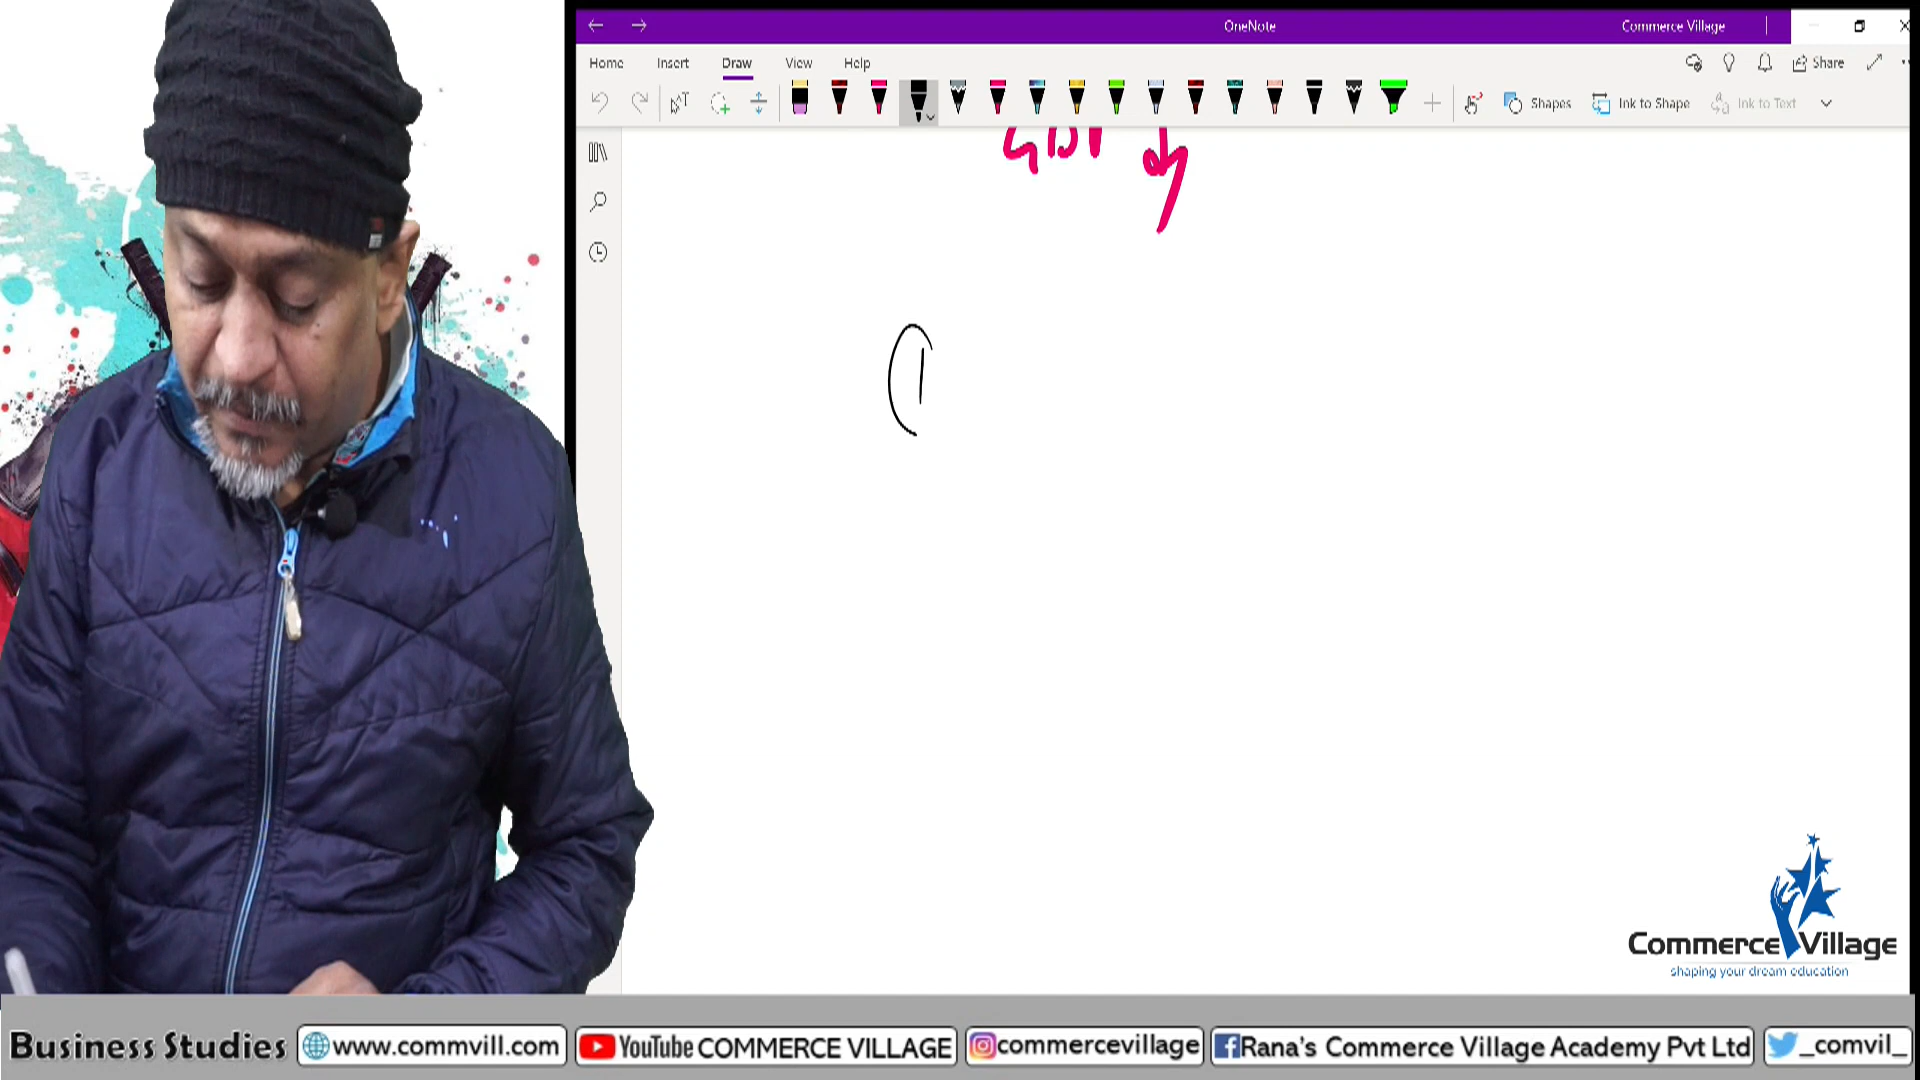 OneNote
Commerce Village
Home Insert Draw View Help
Share
Shapes
Ink to Shape
Ink to Text
(1
Commerce Village
shaping your dream education
Business Studies
www.commvill.com
YouTube COMMERCE VILLAGE
commercevillage
Rana's Commerce Village Academy Pvt Ltd
_comvil_